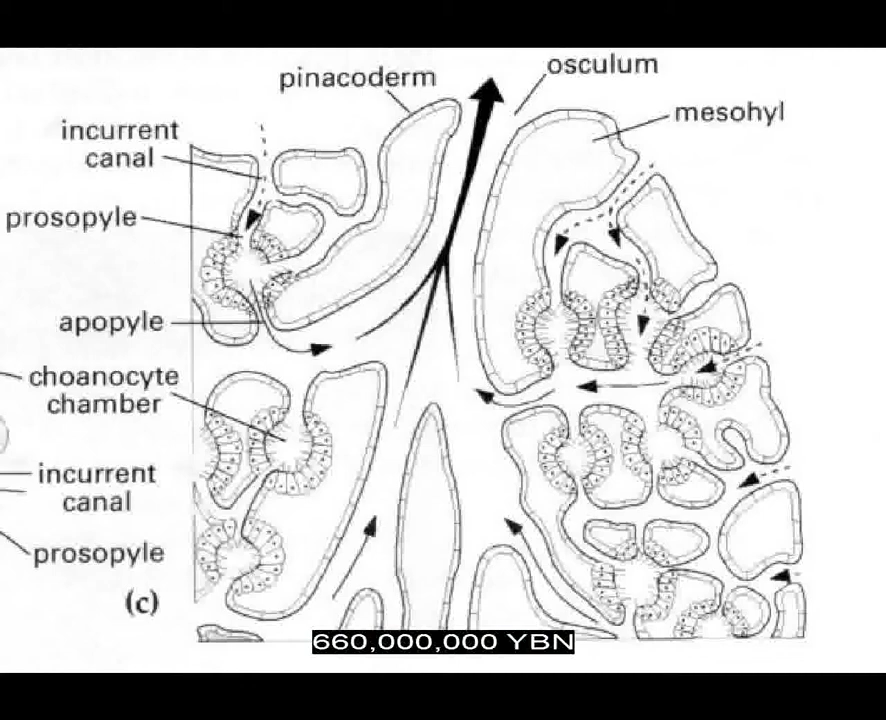 pinacoderm
osculum
mesohyl
incurrent
canal
prosopyle
apopyle
choanocyte
chamber
incurrent
canal
prosopyle
(c)
660,000,000 YBN